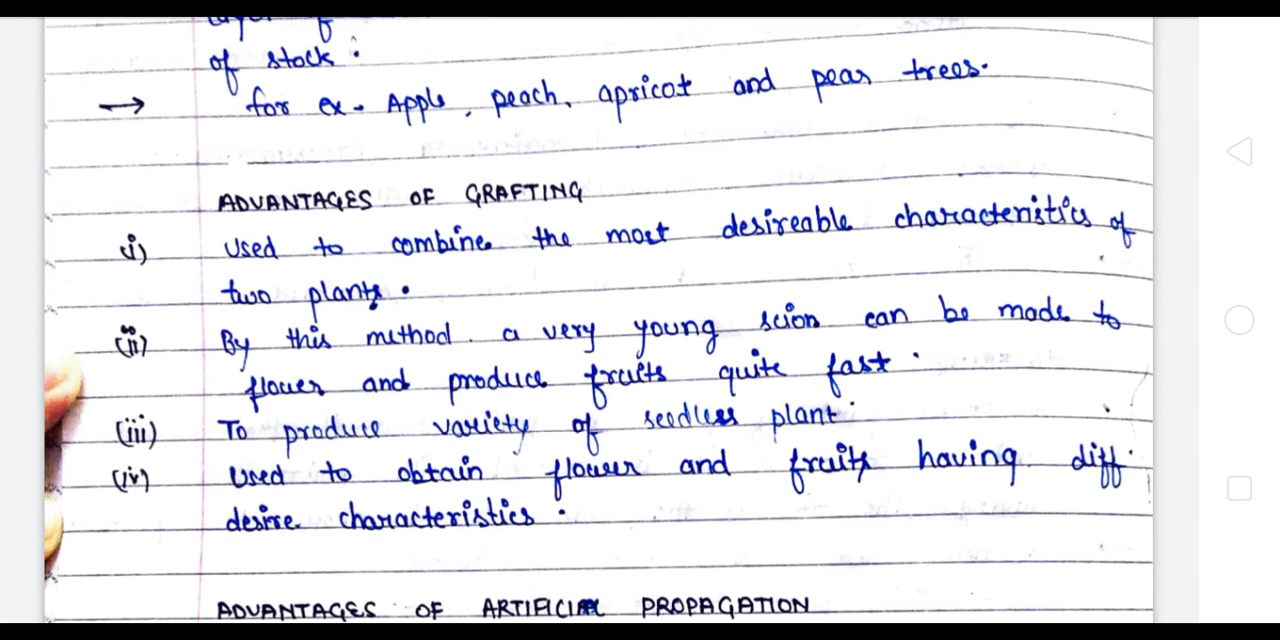 of stock.
→ for ex - Apple, peach, apricot and pear trees.
ADVANTAGES OF GRAFTING
(i) Used to combine the most desireable characteristics of
two plants.
(ii) By this method a very young scion can be made to
flower and produce fruits quite fast.
(iii) To produce variety of seedless plant.
(iv) Used to obtain flower and fruits having diff.
desire characteristics.
ADVANTAGES OF ARTIFICIAL PROPAGATION